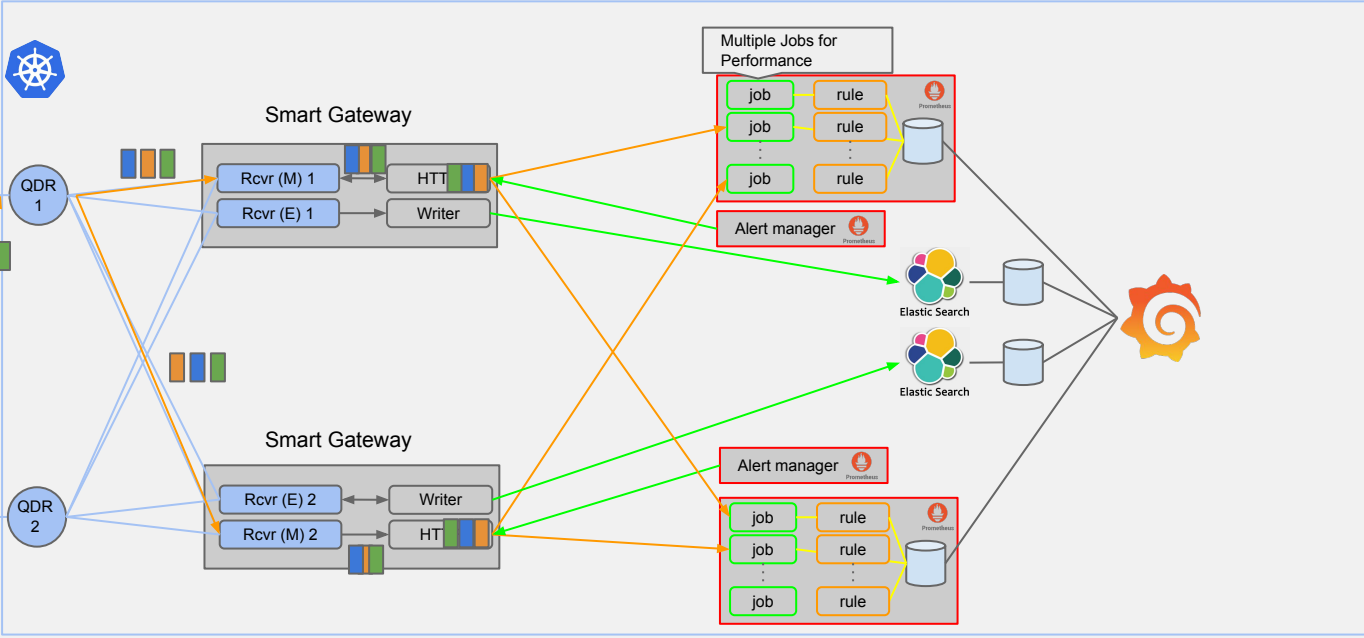 Multiple Jobs for
Performance
job
rule
Prometheus
job
rule
job
rule
Smart Gateway
QDR
1
Rcvr (M) 1
HTT
Rcvr (E) 1
Writer
Alert manager
Prometheus
Elastic Search
Elastic Search
Smart Gateway
Alert manager
Prometheus
QDR
2
Rcvr (E) 2
Writer
Rcvr (M) 2
HT
job
rule
Prometheus
job
rule
job
rule